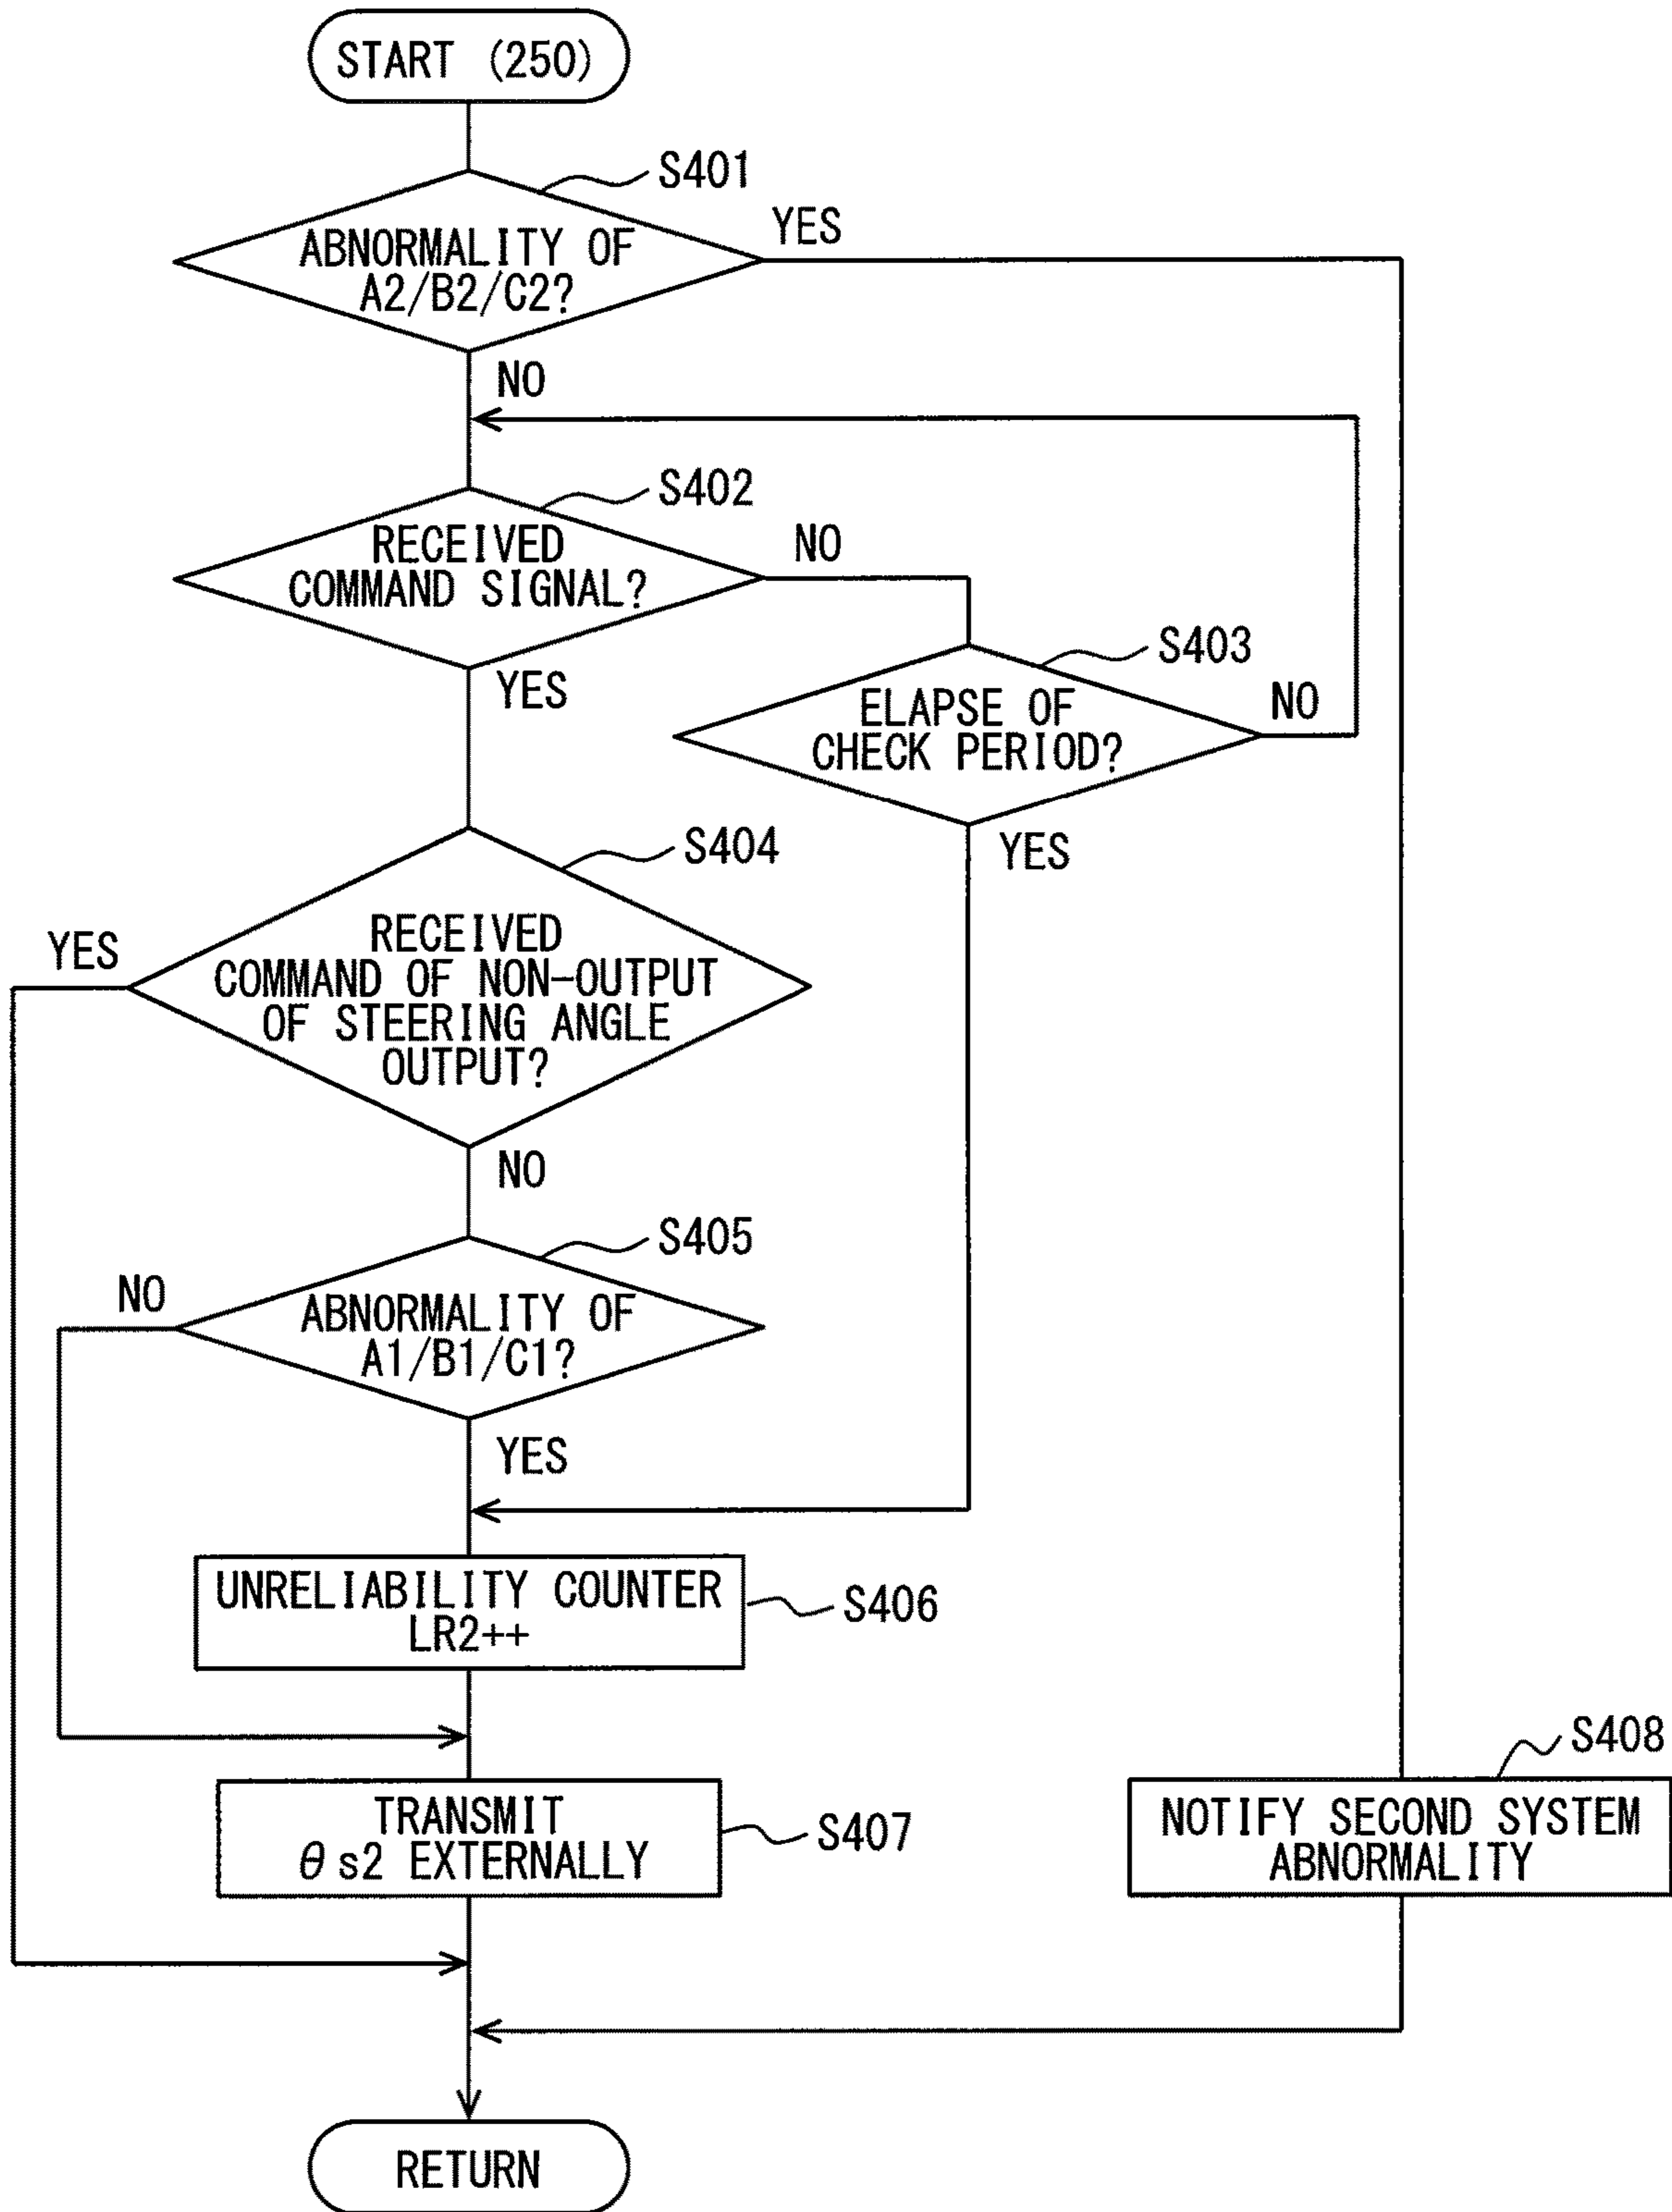 START (250)
S401
YES
ABNORMALITY OF
A2/B2/C2?
NO
S402
RECEIVED
COMMAND SIGNAL?
NO
YES
S403
ELAPSE OF
CHECK PERIOD?
NO
YES
S404
YES
RECEIVED
COMMAND OF NON-OUTPUT
OF STEERING ANGLE
OUTPUT?
NO
S405
NO
ABNORMALITY OF
A1/B1/C1?
YES
UNRELIABILITY COUNTER
LR2++
S406
TRANSMIT
θs2 EXTERNALLY
S407
S408
NOTIFY SECOND SYSTEM
ABNORMALITY
RETURN